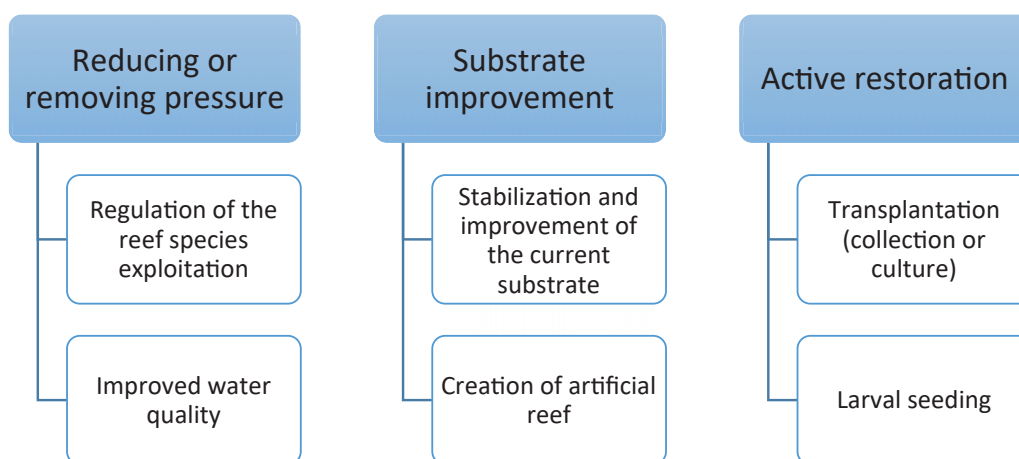 Reducing or
removing pressure
Regulation of the
reef species
exploitation
Improved water
quality
Substrate
improvement
Stabilization and
improvement of
the current
substrate
Creation of artificial
reef
Active restoration
Transplantation
(collection or
culture)
Larval seeding